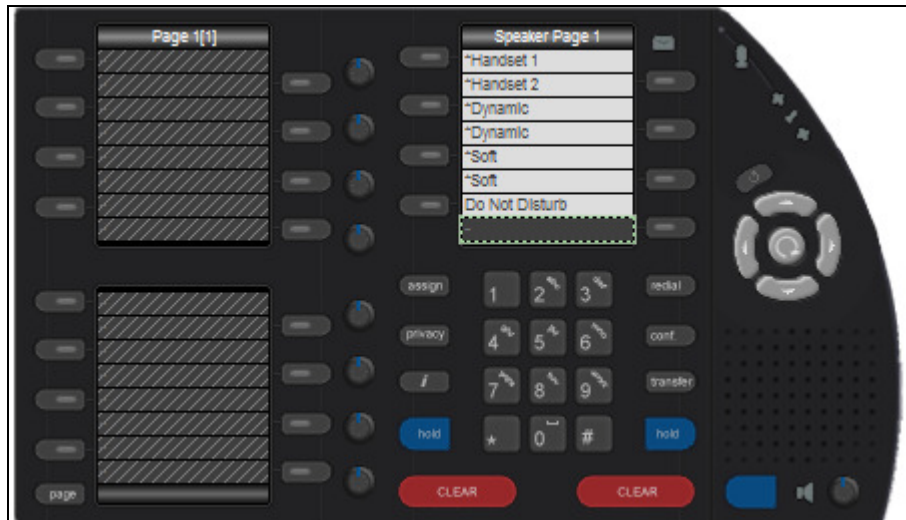 Page 1[1]
Speaker Page 1
*Handset 1
*Handset 2
*Dynamic
*Dynamic
*Soft
*Soft
Do Not Disturb
assign
1
2
3
redial
privacy
4
5
6
conf.
i
7
8
9
transfer
hold
*
0
#
hold
page
CLEAR
CLEAR